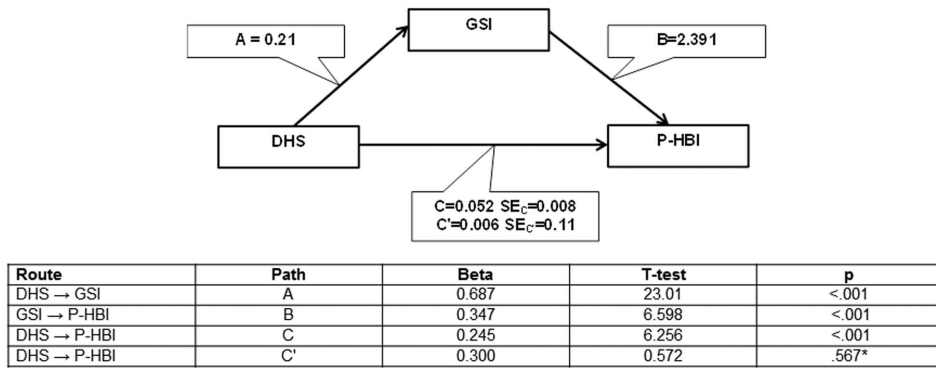 GSI
A = 0.21
B=2.391
DHS
P-HBI
C=0.052 SEC=0.008
C'=0.006 SEC'=0.11
Route Path Beta T-test p
DHS → GSI A 0.687 23.01 <.001
GSI → P-HBI B 0.347 6.598 <.001
DHS → P-HBI C 0.245 6.256 <.001
DHS → P-HBI C' 0.300 0.572 .567*